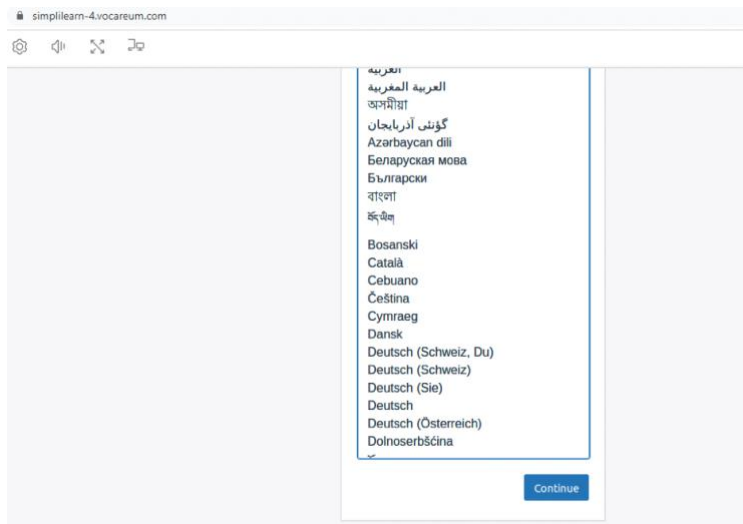 simplilearn-4.vocareum.com
العربية
العربية المغربية
অসমীয়া
گؤنئی آذربایجان
Azərbaycan dili
Беларуская мова
Български
বাংলা
བོད་ཡིག
Bosanski
Català
Cebuano
Čeština
Cymraeg
Dansk
Deutsch (Schweiz, Du)
Deutsch (Schweiz)
Deutsch (Sie)
Deutsch
Deutsch (Österreich)
Dolnoserbšćina
Continue